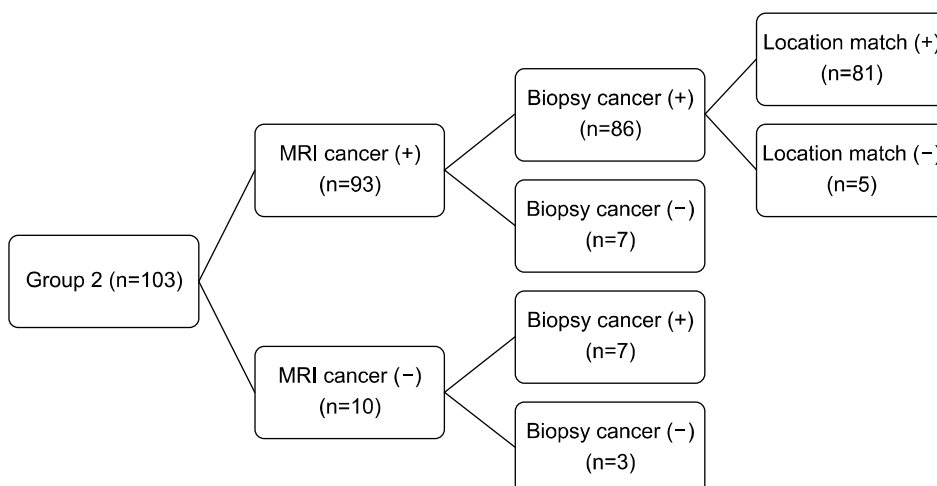 Group 2 (n=103)
MRI cancer (+)
(n=93)
Biopsy cancer (+)
(n=86)
Location match (+)
(n=81)
Location match (−)
(n=5)
Biopsy cancer (−)
(n=7)
MRI cancer (−)
(n=10)
Biopsy cancer (+)
(n=7)
Biopsy cancer (−)
(n=3)